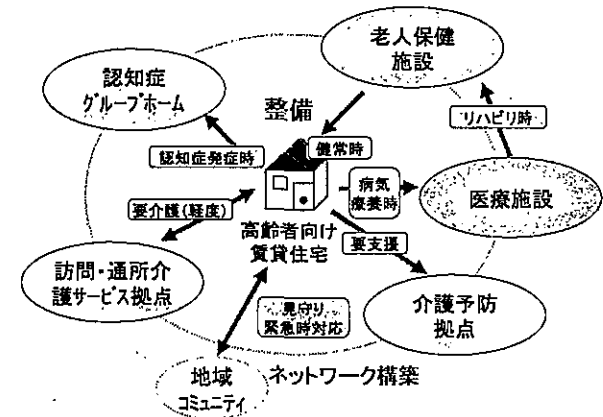 老人保健
施設
認知症
グループホーム
整備
リハビリ時
認知症発症時
健常時
病気
療養時
医療施設
要介護(軽度)
高齢者向け
賃貸住宅
要支援
訪問・通所介
護サービス拠点
見守り
緊急時対応
介護予防
拠点
地域
コミュニティ
ネットワーク構築